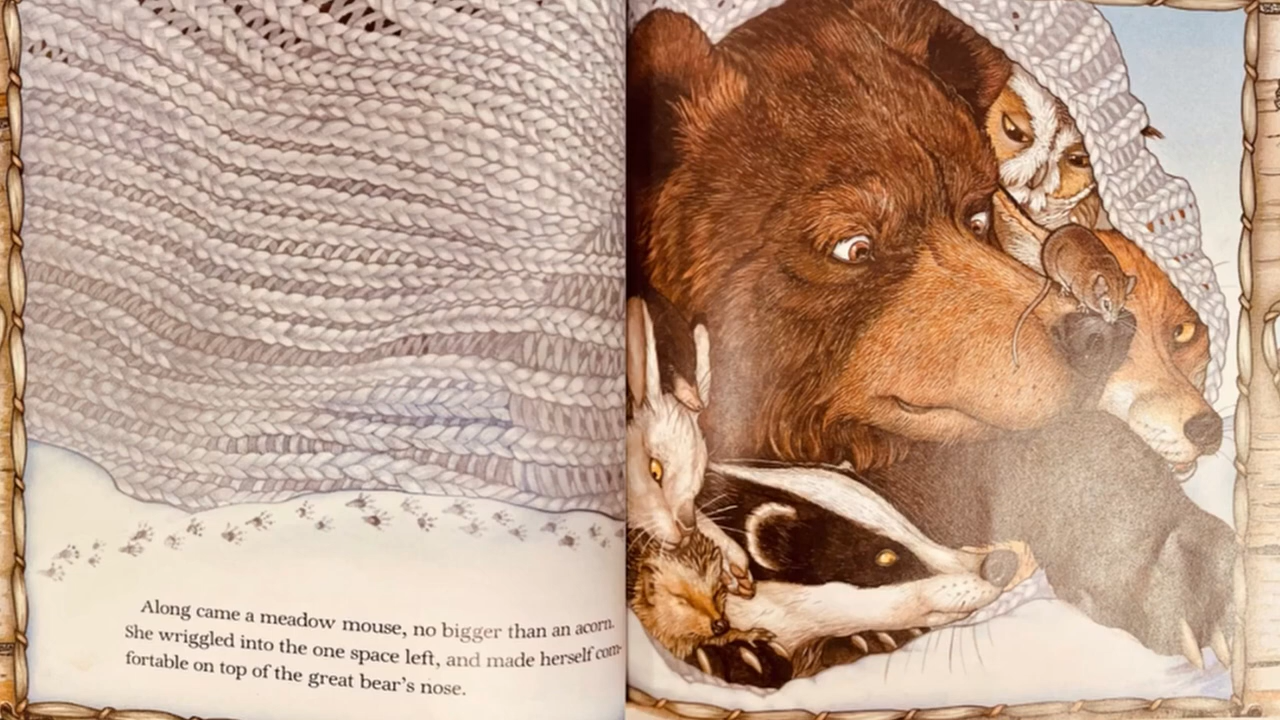 Along came a meadow mouse, no bigger than an acorn.
She wriggled into the one space left, and made herself com-
fortable on top of the great bear's nose.